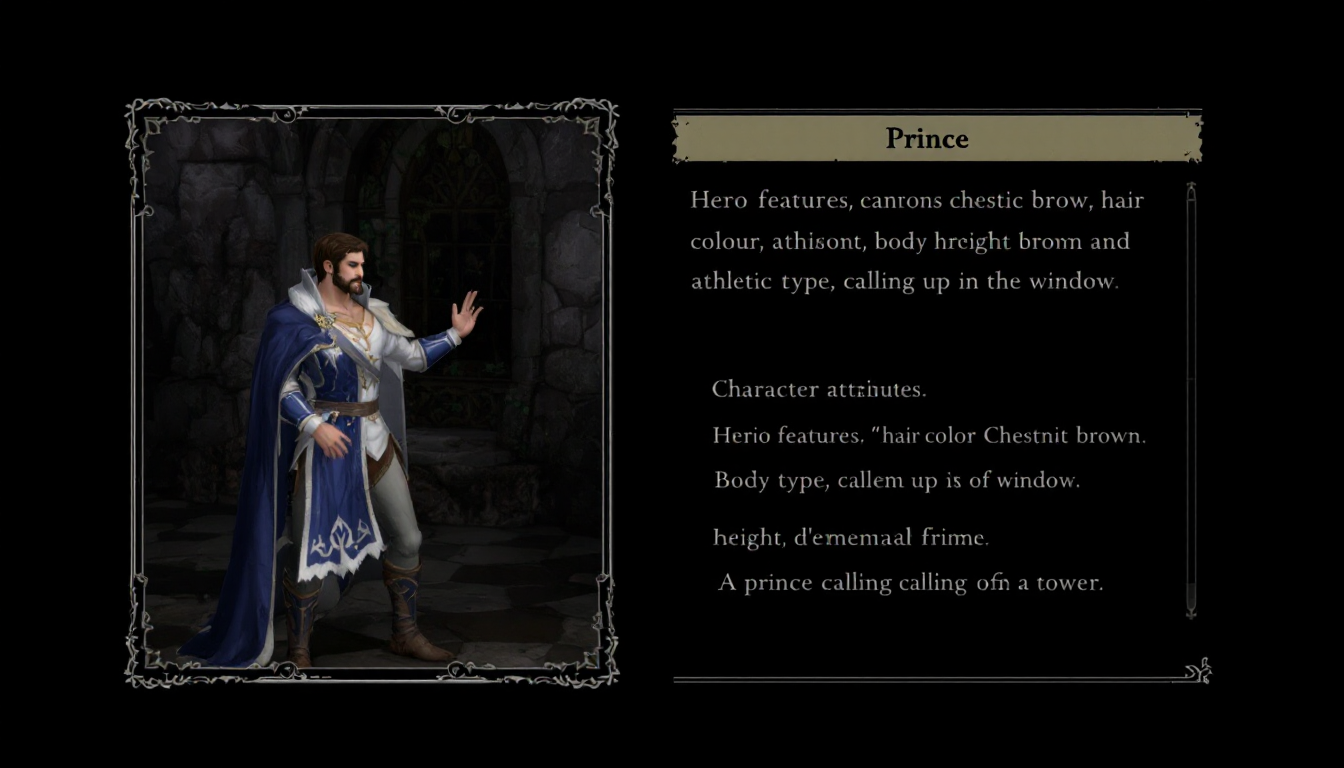 Prince
Hero features, canrons chestic brow, hair
colour, athisont, body hreight bromn and
athletic type, calling up in the window.
Character attrinutes.
Herio features. “hair color Chestnit brown.
Body type, callem up is of window.
height, d'ememaal frime.
A prince calling calling ofn a tower.